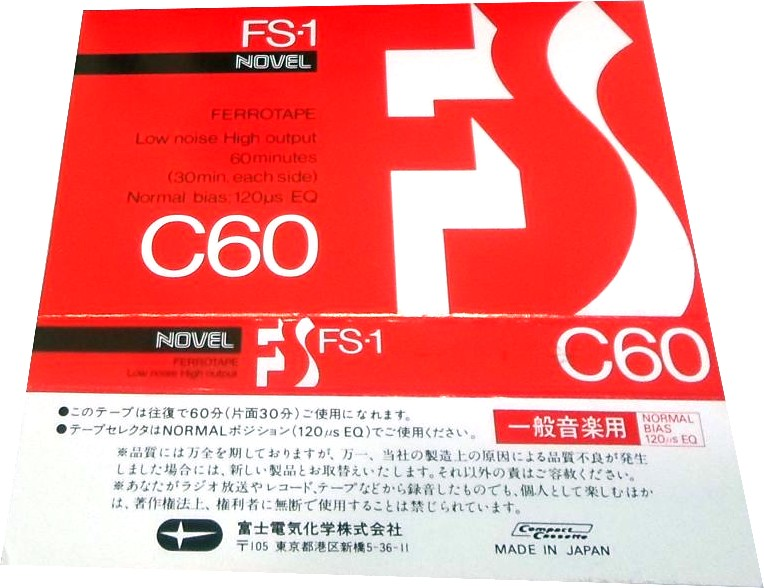 FS-1
NOVEL
FERROTAPE
Low noise High output
60minutes
(30min. each side)
Normal bias: 120μs EQ
C60
FS
NOVEL
FERROTAPE
Low noise High output
FS
FS-1
C60
●このテープは往復で60分(片面30分)ご使用になれます。
●テープセレクタはNORMALポジション(120μs EQ)でご使用ください。
一般音楽用
NORMAL
BIAS
120μs EQ
※品質には万全を期しておりますが、万一、当社の製造上の原因による品質不良が発生
しました場合には、新しい製品とお取替えいたします。それ以外の責はご容赦ください。
※あなたがラジオ放送やレコード、テープなどから録音したものでも、個人として楽しむほか
は、著作権法上、権利者に無断で使用することは禁じられています。
富士電気化学株式会社
〒105 東京都港区新橋5-36-11
Compact
Cassette
MADE IN JAPAN